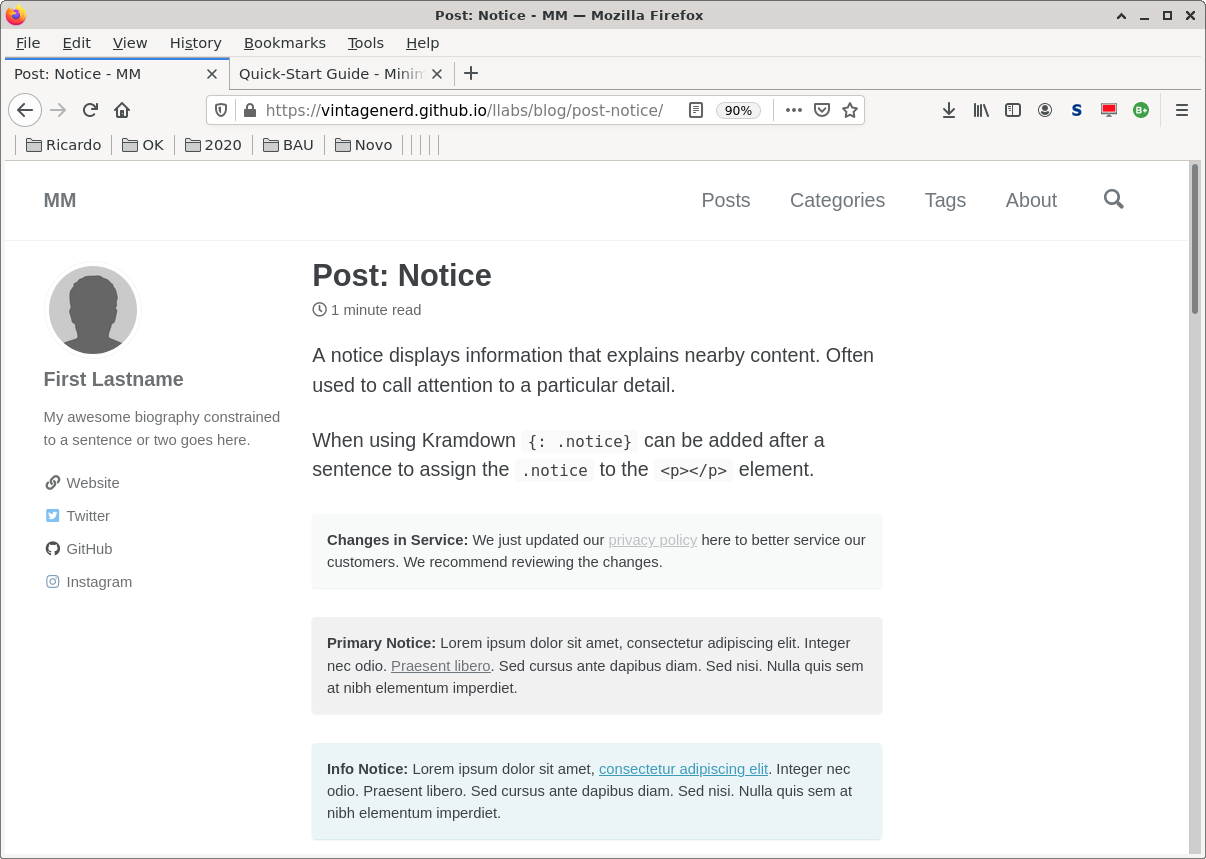 Post: Notice - MM — Mozilla Firefox
File Edit View History Bookmarks Tools Help
Post: Notice - MM Quick-Start Guide - Minim
https://vintagenerd.github.io/llabs/blog/post-notice/ 90% S B+
Ricardo OK 2020 BAU Novo
MM Posts Categories Tags About
Post: Notice
1 minute read
A notice displays information that explains nearby content. Often
used to call attention to a particular detail.
When using Kramdown {: .notice} can be added after a
sentence to assign the .notice to the <p></p> element.
First Lastname
My awesome biography constrained
to a sentence or two goes here.
Website
Twitter
GitHub
Instagram
Changes in Service: We just updated our privacy policy here to better service our
customers. We recommend reviewing the changes.
Primary Notice: Lorem ipsum dolor sit amet, consectetur adipiscing elit. Integer
nec odio. Praesent libero. Sed cursus ante dapibus diam. Sed nisi. Nulla quis sem
at nibh elementum imperdiet.
Info Notice: Lorem ipsum dolor sit amet, consectetur adipiscing elit. Integer nec
odio. Praesent libero. Sed cursus ante dapibus diam. Sed nisi. Nulla quis sem at
nibh elementum imperdiet.